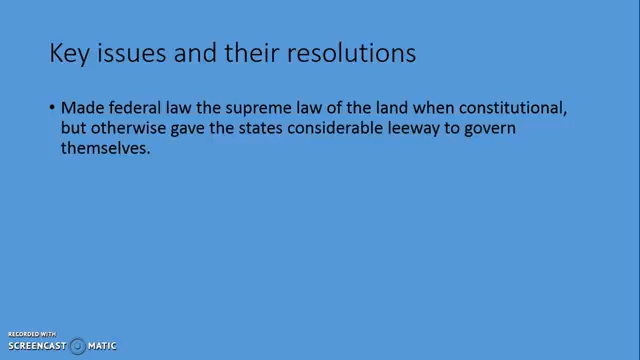 Key issues and their resolutions
• Made federal law the supreme law of the land when constitutional,
but otherwise gave the states considerable leeway to govern
themselves.
RECORDED WITH
SCREENCAST MATIC